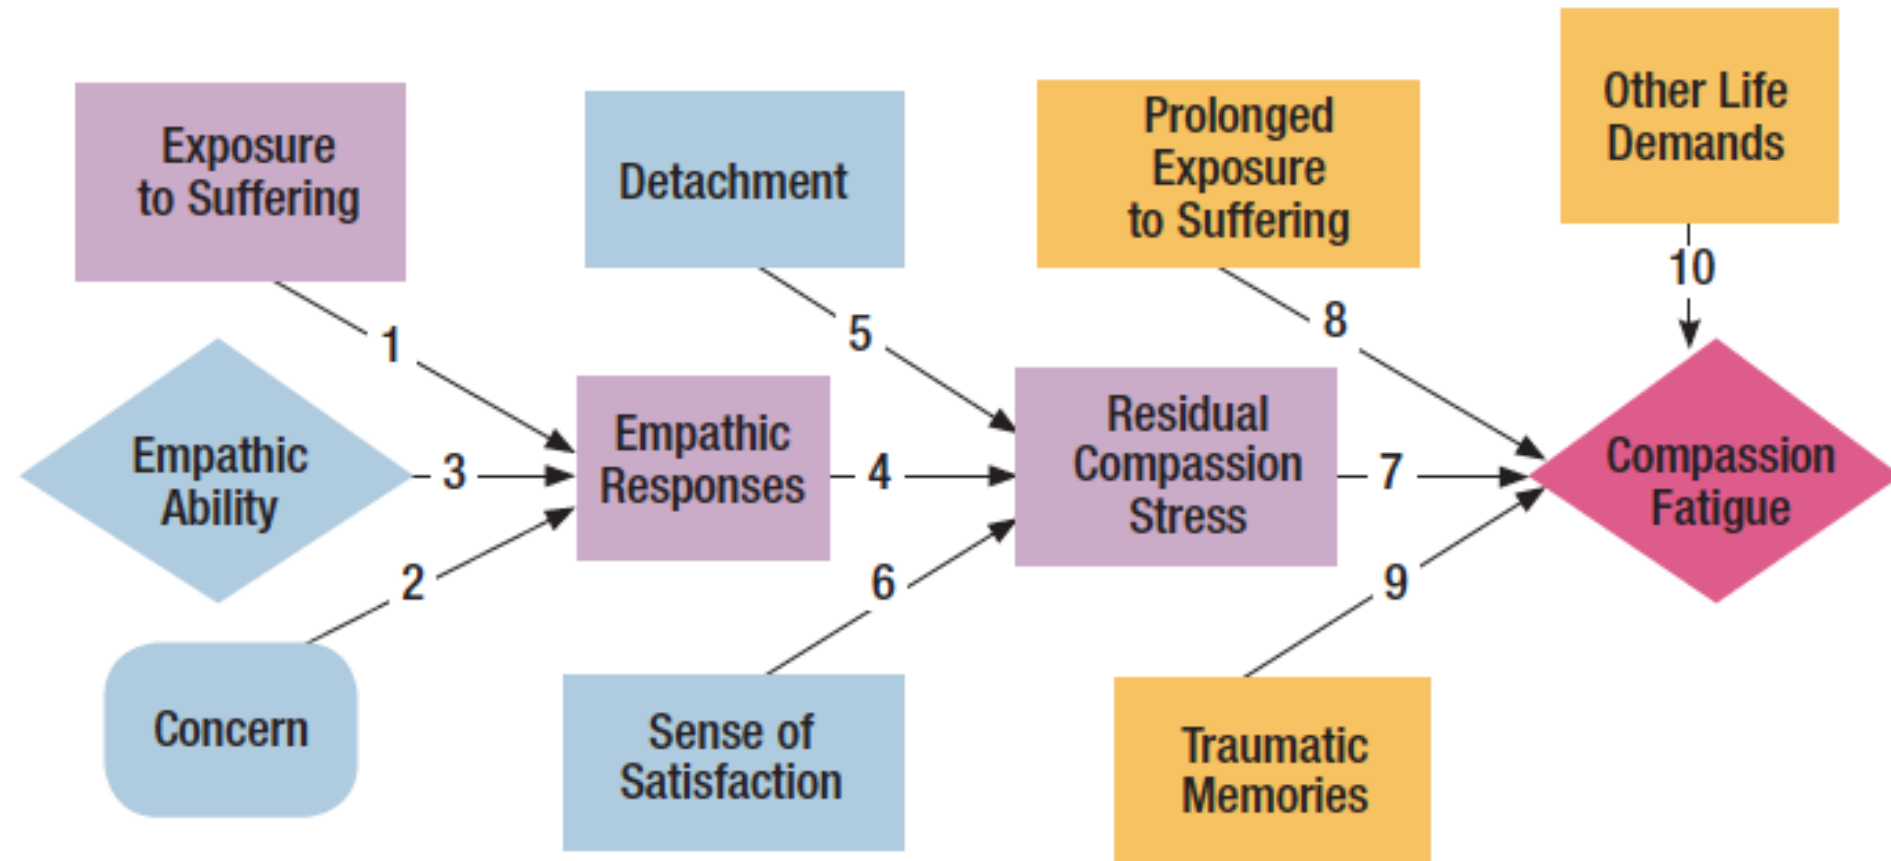 Exposure
to Suffering
Detachment
Prolonged
Exposure
to Suffering
Other Life
Demands
1
5
8
10
Empathic
Ability
3
Empathic
Responses
4
Residual
Compassion
Stress
7
Compassion
Fatigue
2
6
9
Concern
Sense of
Satisfaction
Traumatic
Memories